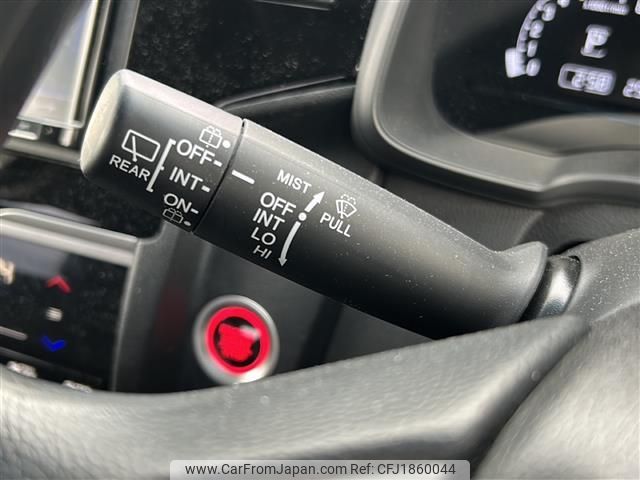 OFF
INT
ON
REAR
MIST
OFF
INT
LO
HI
PULL
www.carfromjapan.com - Ref: CFJ1860044